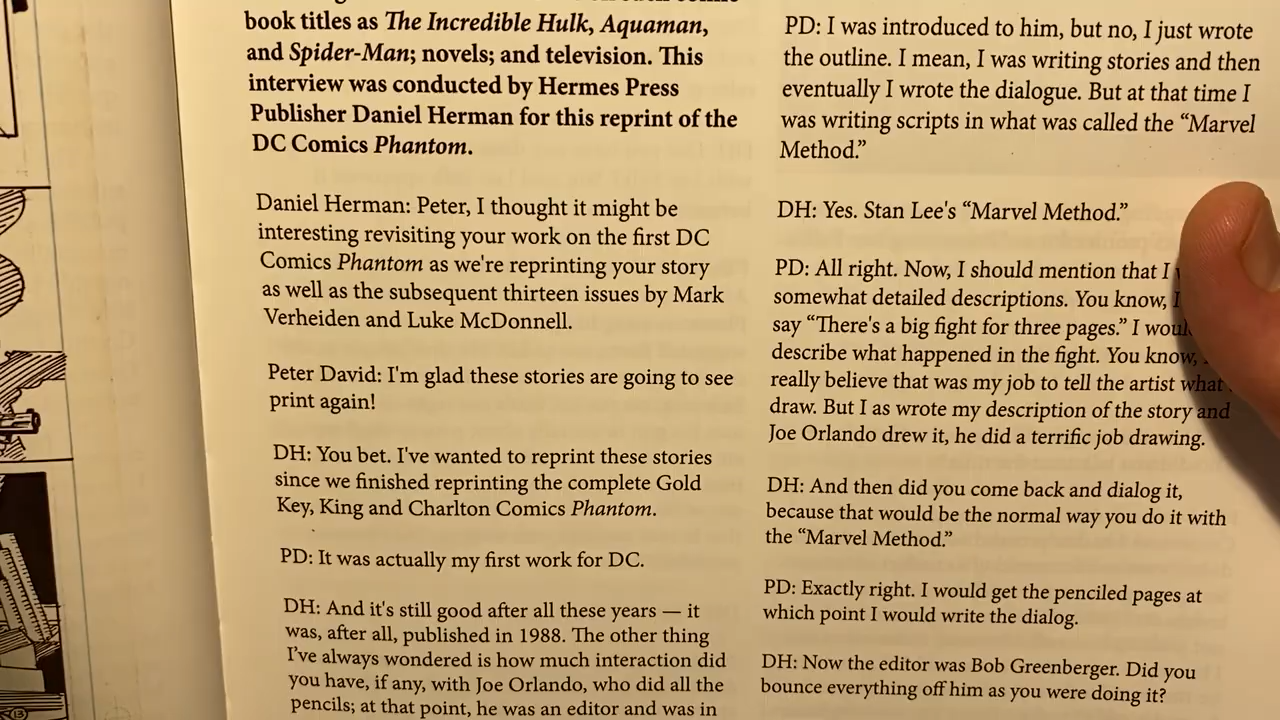 book titles as The Incredible Hulk, Aquaman,
and Spider-Man; novels; and television. This
interview was conducted by Hermes Press
Publisher Daniel Herman for this reprint of the
DC Comics Phantom.
Daniel Herman: Peter, I thought it might be
interesting revisiting your work on the first DC
Comics Phantom as we're reprinting your story
as well as the subsequent thirteen issues by Mark
Verheiden and Luke McDonnell.
Peter David: I'm glad these stories are going to see
print again!
DH: You bet. I've wanted to reprint these stories
since we finished reprinting the complete Gold
Key, King and Charlton Comics Phantom.
PD: It was actually my first work for DC.
DH: And it's still good after all these years — it
was, after all, published in 1988. The other thing
I've always wondered is how much interaction did
you have, if any, with Joe Orlando, who did all the
pencils; at that point, he was an editor and was in
PD: I was introduced to him, but no, I just wrote
the outline. I mean, I was writing stories and then
eventually I wrote the dialogue. But at that time I
was writing scripts in what was called the “Marvel
Method.”
DH: Yes. Stan Lee's “Marvel Method.”
PD: All right. Now, I should mention that I
somewhat detailed descriptions. You know,
say “There's a big fight for three pages.” I
describe what happened in the fight. You know,
really believe that was my job to tell the artist what
draw. But I as wrote my description of the story and
Joe Orlando drew it, he did a terrific job drawing.
DH: And then did you come back and dialog it,
because that would be the normal way you do it with
the “Marvel Method.”
PD: Exactly right. I would get the penciled pages at
which point I would write the dialog.
DH: Now the editor was Bob Greenberger. Did you
bounce everything off him as you were doing it?